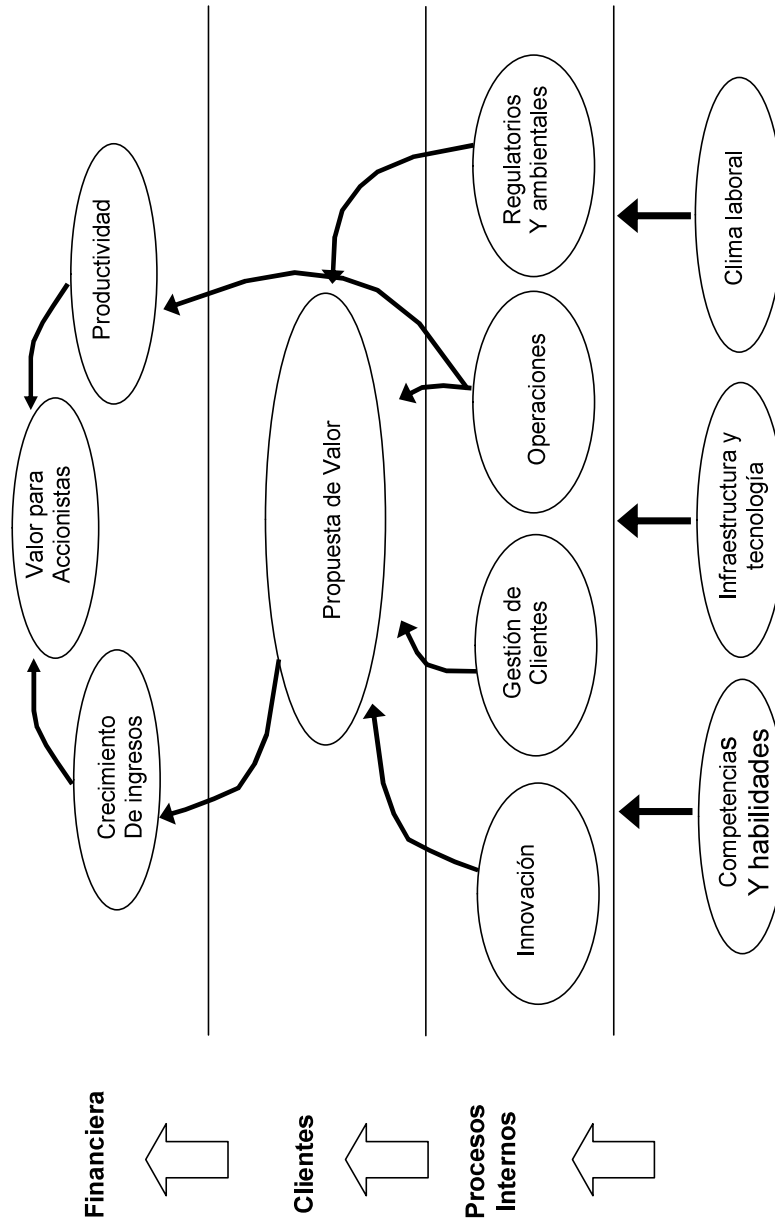 Financiera
Valor para
Accionistas
Crecimiento
De ingresos
Productividad
Clientes
Propuesta de Valor
Procesos
Internos
Innovación
Gestión de
Clientes
Operaciones
Regulatorios
Y ambientales
Competencias
Y habilidades
Infraestructura y
tecnología
Clima laboral